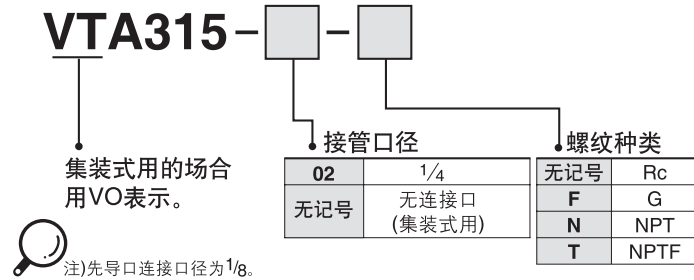 VTA315-□-□
集装式用的场合
用VO表示。
接管口径
02 1/4
无记号 无连接口
(集装式用)
螺纹种类
无记号 Rc
F G
N NPT
T NPTF
注)先导口连接口径为1/8。